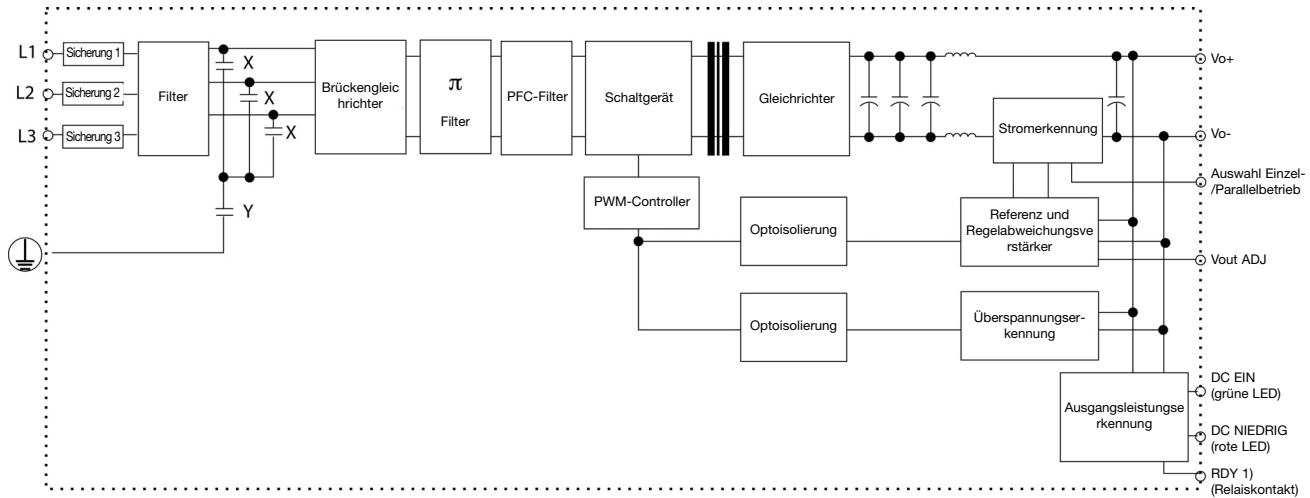 L1
Sicherung 1
L2
Sicherung 2
L3
Sicherung 3
Filter
X
X
X
Y
Brückengleic
hrichter
π
Filter
PFC-Filter
Schaltgerät
PWM-Controller
Gleichrichter
Optoisolierung
Optoisolierung
Stromerkennung
Referenz und
Regelabweichungsve
rstärker
Überspannungser-
kennung
Ausgangsleistungse
rkennung
Vo+
Vo-
Auswahl Einzel-
/Parallelbetrieb
Vout ADJ
DC EIN
(grüne LED)
DC NIEDRIG
(rote LED)
RDY 1)
(Relaiskontakt)